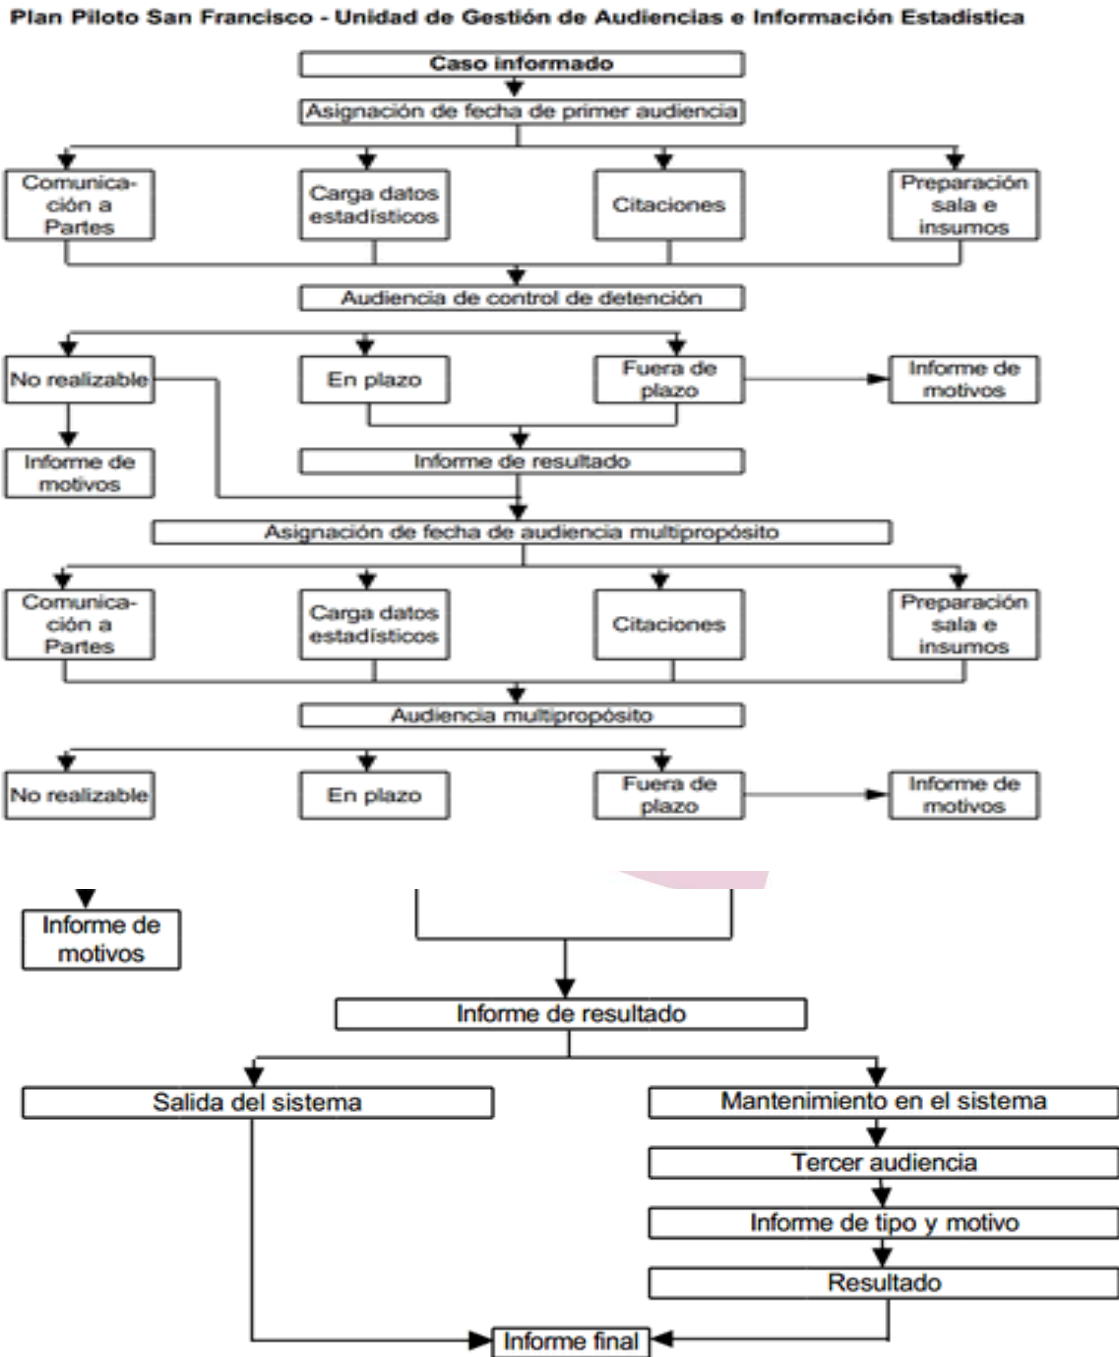 Plan Piloto San Francisco - Unidad de Gestión de Audiencias e Información Estadística
Caso informado
Asignación de fecha de primer audiencia
Comunica-
ción a
Partes
Carga datos
estadísticos
Citaciones
Preparación
sala e
insumos
Audiencia de control de detención
No realizable
En plazo
Fuera de
plazo
Informe de
motivos
Informe de
motivos
Informe de resultado
Asignación de fecha de audiencia multipropósito
Comunica-
ción a
Partes
Carga datos
estadísticos
Citaciones
Preparación
sala e
insumos
Audiencia multipropósito
No realizable
En plazo
Fuera de
plazo
Informe de
motivos
Informe de
motivos
Informe de resultado
Salida del sistema
Mantenimiento en el sistema
Tercer audiencia
Informe de tipo y motivo
Resultado
Informe final